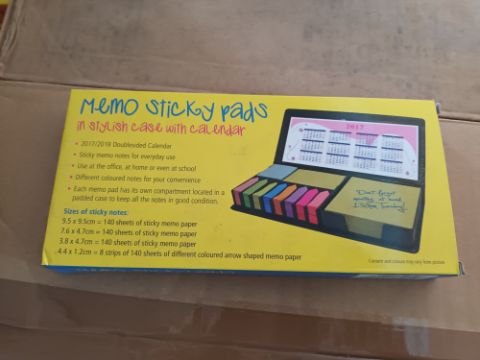 Memo Sticky Pads
in stylish case with calendar
• 2017/2018 Doublesided Calendar
• Sticky memo notes for everyday use
• Use at the office, at home or even at school
• Different coloured notes for your convenience
• Each memo pad has its own compartment located in a
padded case to keep all the notes in good condition.
Sizes of sticky notes:
9.5 x 9.5cm = 140 sheets of sticky memo paper
7.6 x 4.7cm = 140 sheets of sticky memo paper
3.8 x 4.7cm = 140 sheets of sticky memo paper
4.4 x 1.2cm = 8 strips of 140 sheets of different coloured arrow shaped memo paper
2017
Don't forget
meeting at head
Content and colours may vary from picture